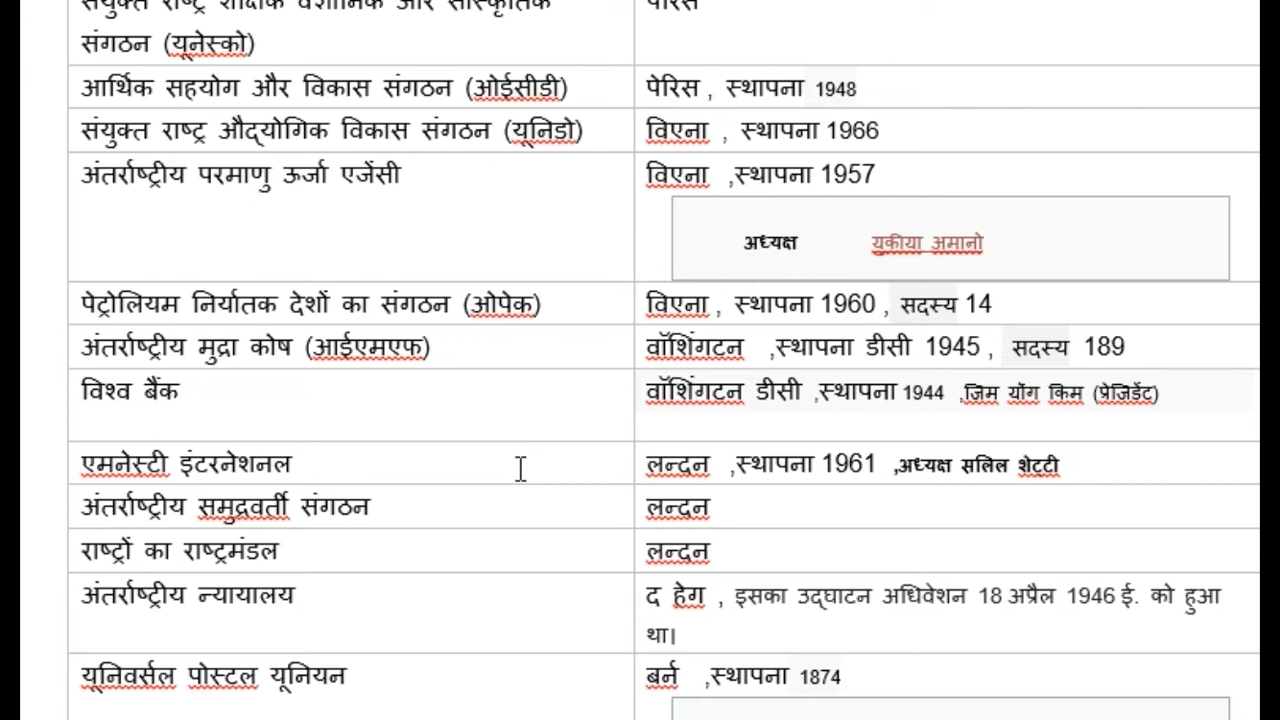 संगठन (यूनेस्को)
आर्थिक सहयोग और विकास संगठन (ओईसीडी) पेरिस , स्थापना 1948
संयुक्त राष्ट्र औद्योगिक विकास संगठन (यूनिडो) विएना , स्थापना 1966
अंतर्राष्ट्रीय परमाणु ऊर्जा एजेंसी विएना ,स्थापना 1957
अध्यक्ष युकीया अमानो
पेट्रोलियम निर्यातक देशों का संगठन (ओपेक) विएना , स्थापना 1960 , सदस्य 14
अंतर्राष्ट्रीय मुद्रा कोष (आईएमएफ) वॉशिंगटन ,स्थापना डीसी 1945 , सदस्य 189
विश्व बैंक वॉशिंगटन डीसी ,स्थापना 1944 ,जिम योंग किम (प्रेजिडेंट)
एमनेस्टी इंटरनेशनल लन्दन ,स्थापना 1961 ,अध्यक्ष सलिल शेटटी
अंतर्राष्ट्रीय समुद्रवर्ती संगठन लन्दन
राष्ट्रों का राष्ट्रमंडल लन्दन
अंतर्राष्ट्रीय न्यायालय द हेग , इसका उद्घाटन अधिवेशन 18 अप्रैल 1946 ई. को हुआ
था।
यूनिवर्सल पोस्टल यूनियन बर्न ,स्थापना 1874